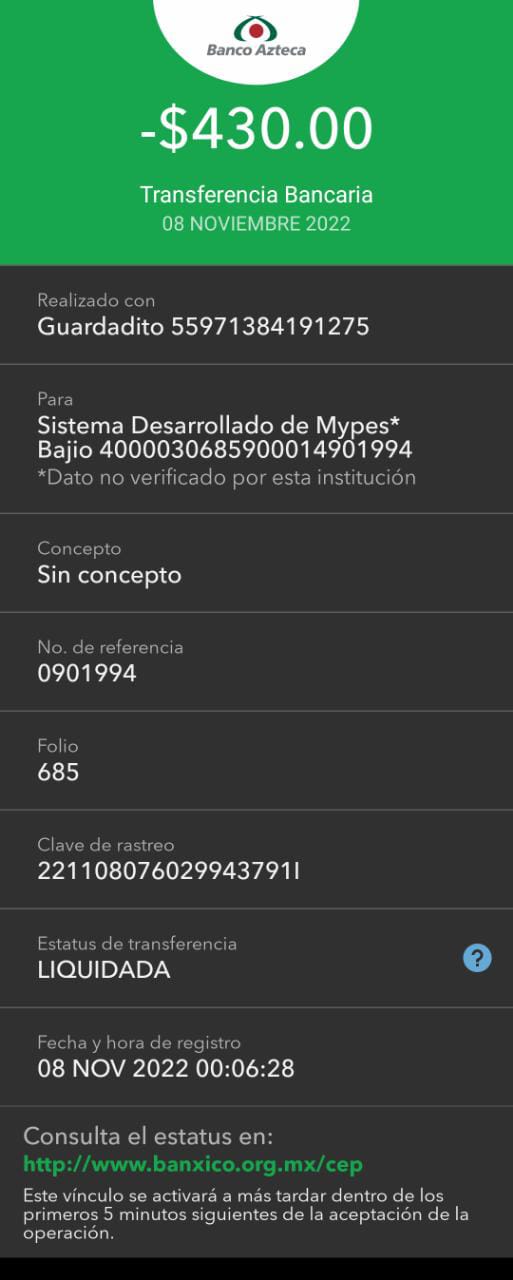 Banco Azteca
-$430.00
Transferencia Bancaria
08 NOVIEMBRE 2022
Realizado con
Guardadito 55971384191275
Para
Sistema Desarrollado de Mypes*
Bajio 4000030685900014901994
*Dato no verificado por esta institución
Concepto
Sin concepto
No. de referencia
0901994
Folio
685
Clave de rastreo
221108076029943791I
Estatus de transferencia
LIQUIDADA
?
Fecha y hora de registro
08 NOV 2022 00:06:28
Consulta el estatus en:
http://www.banxico.org.mx/cep
Este vínculo se activará a más tardar dentro de los
primeros 5 minutos siguientes de la aceptación de la
operación.